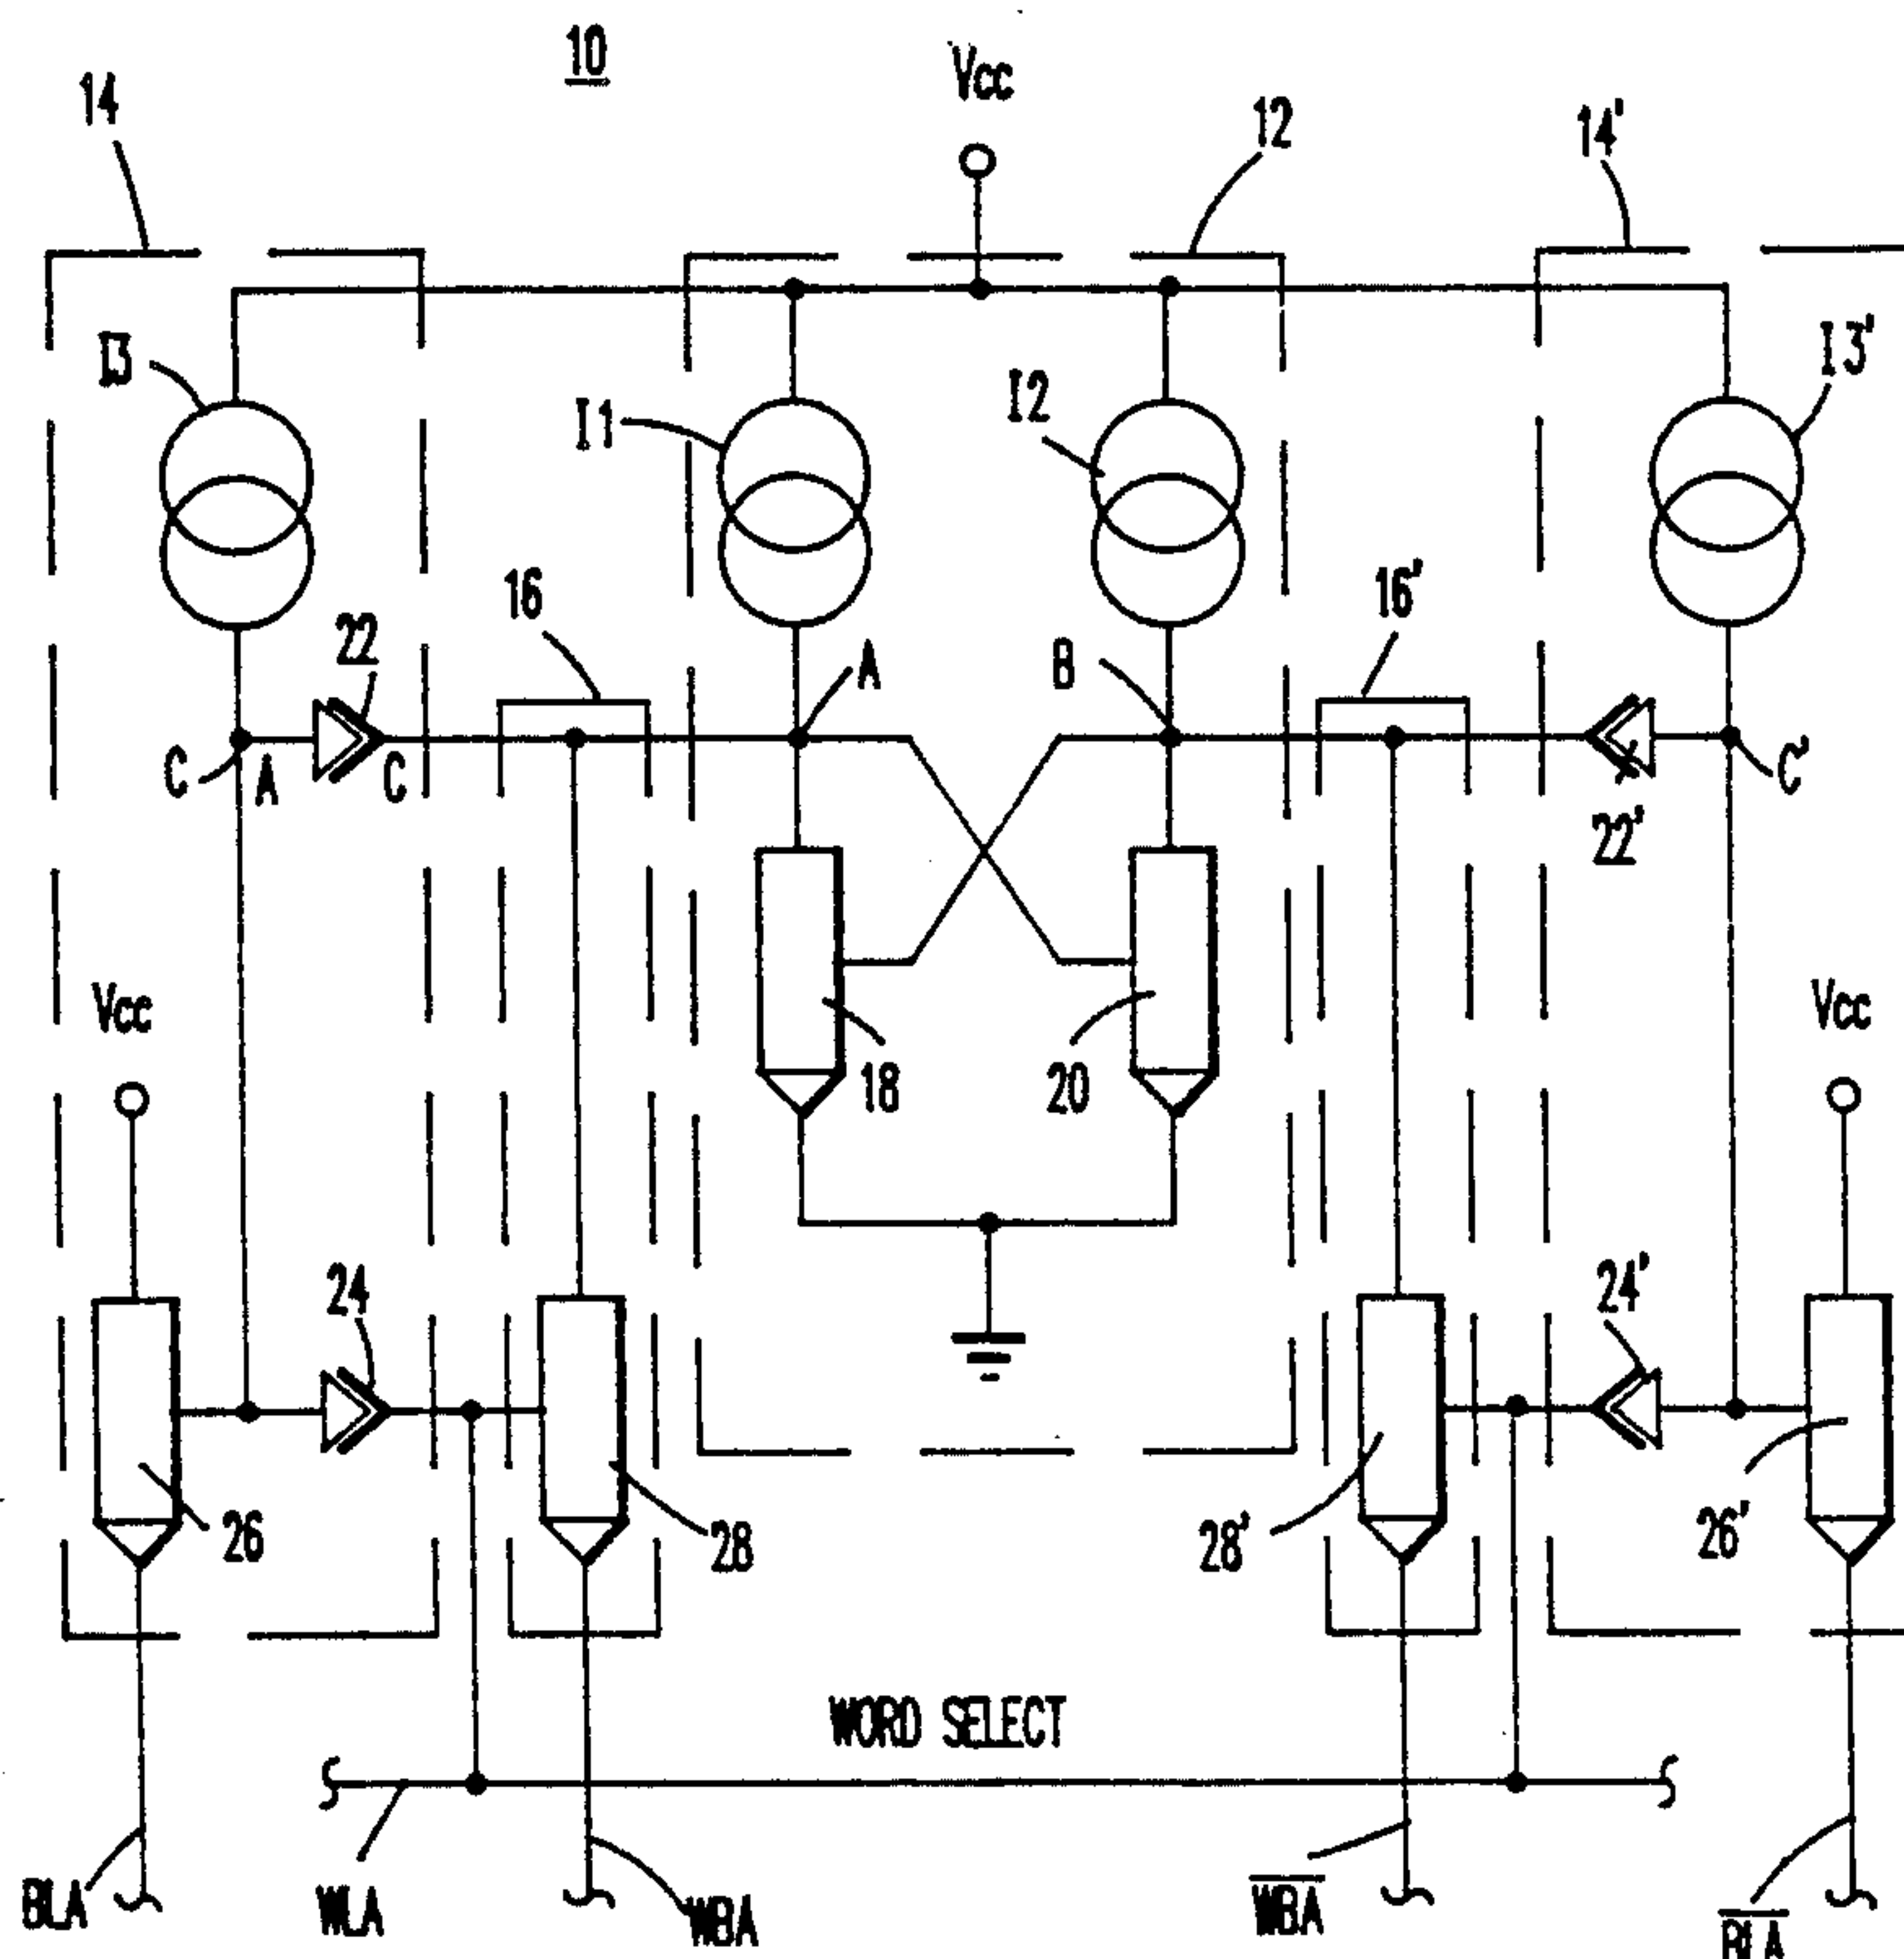 10
Vcc
14
12
14'
I3
I1
I2
I3'
22
16
A
B
16'
C
A
C
C'
22'
Vcc
18
20
Vcc
24
24'
26
28
28'
26'
WORD SELECT
BLA
WLA
WBA
WBA
BLA